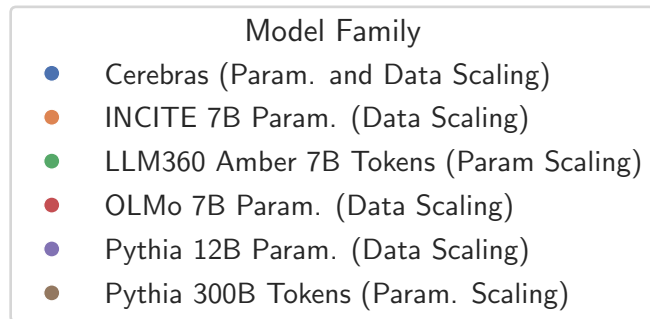 Model Family
Cerebras (Param. and Data Scaling)
INCITE 7B Param. (Data Scaling)
LLM360 Amber 7B Tokens (Param Scaling)
OLMo 7B Param. (Data Scaling)
Pythia 12B Param. (Data Scaling)
Pythia 300B Tokens (Param. Scaling)